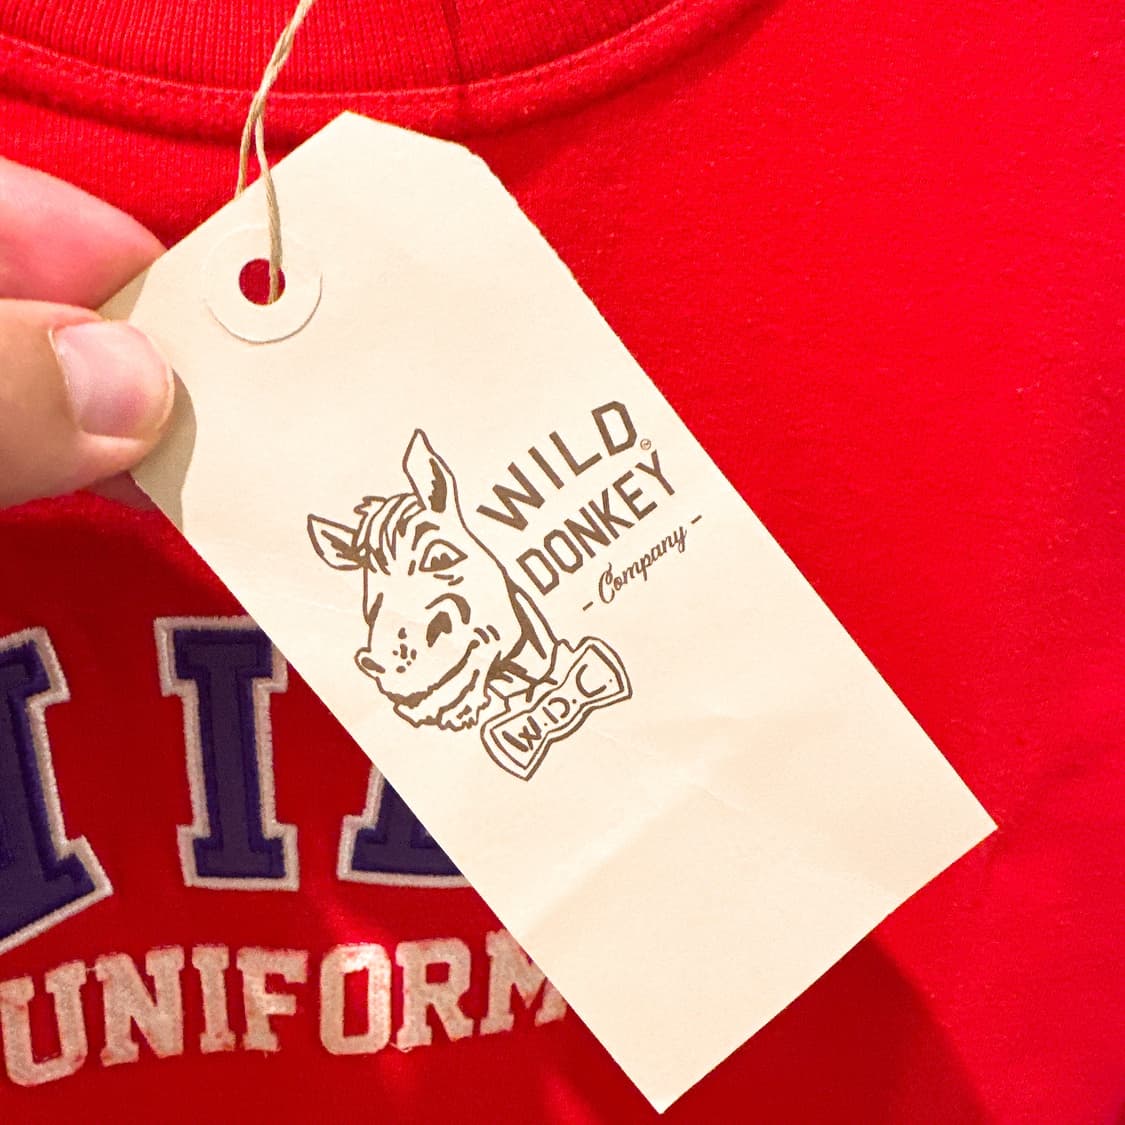 WILD
DONKEY
- Company -
W.D.C.
UNIFORM